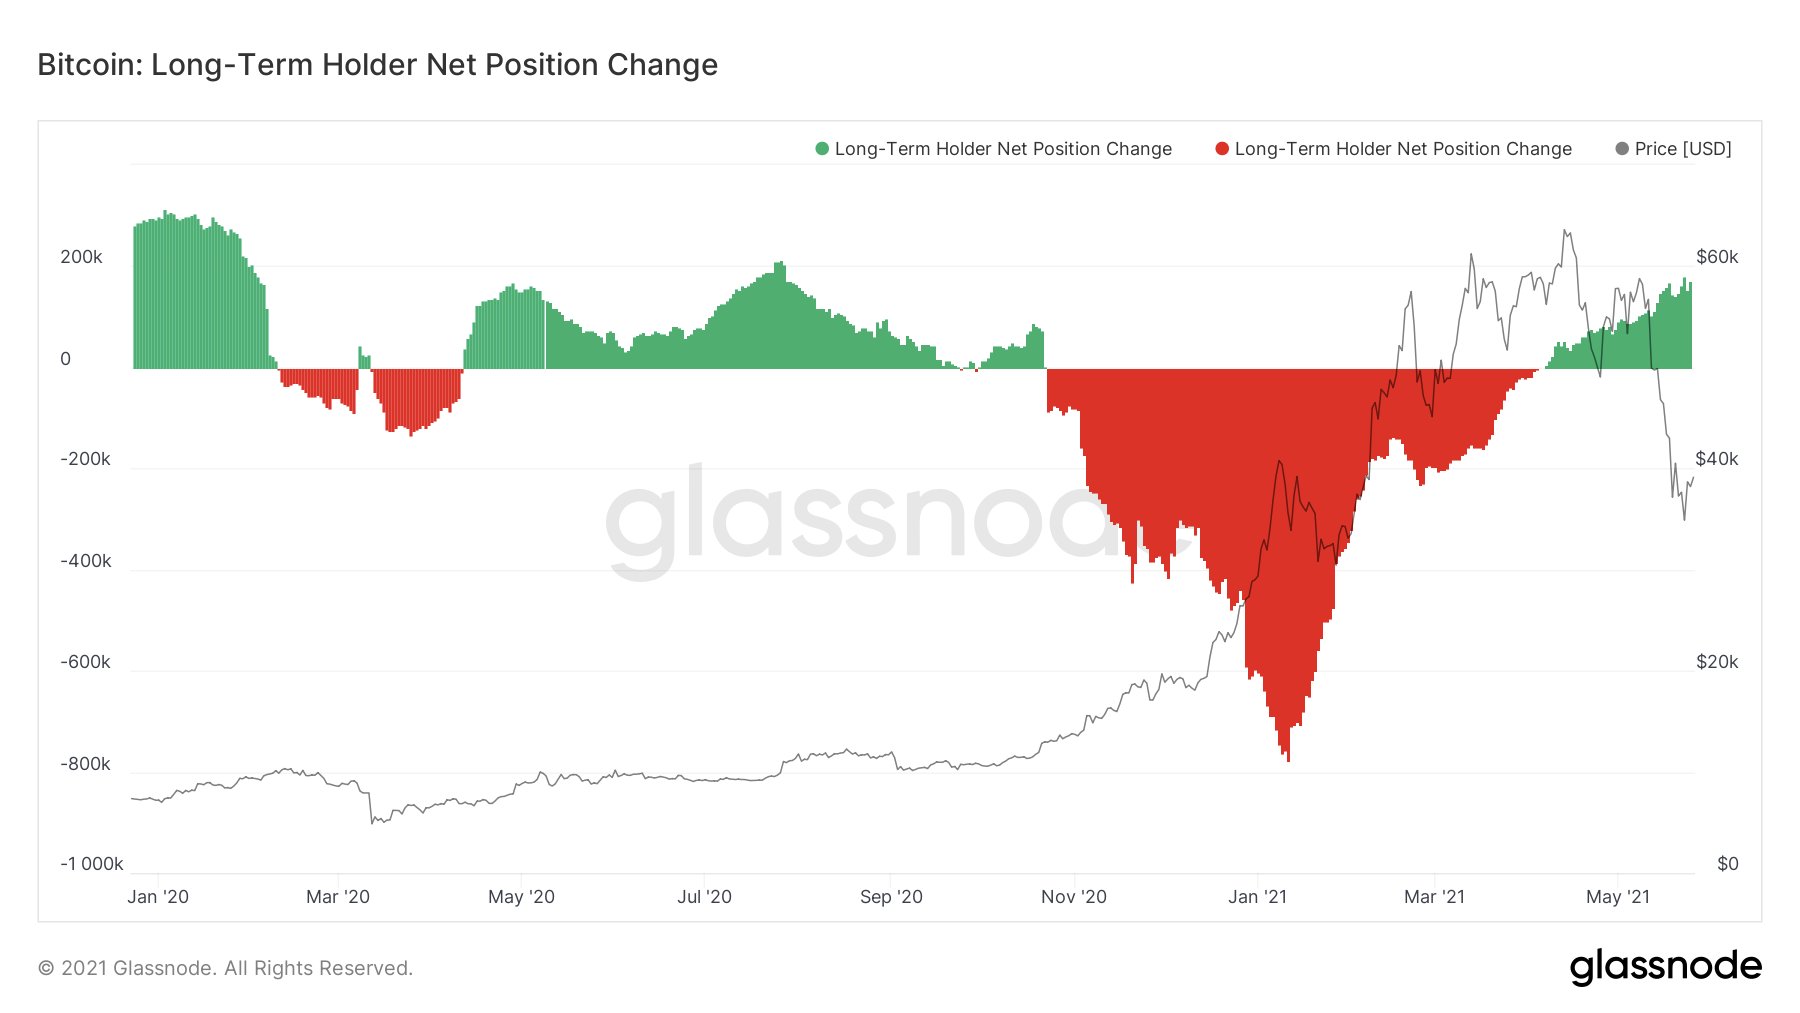 Bitcoin: Long-Term Holder Net Position Change
Long-Term Holder Net Position Change
Long-Term Holder Net Position Change
Price [USD]
200k
0
-200k
-400k
-600k
-800k
-1 000k
$60k
$40k
$20k
$0
glassnode
Jan '20
Mar '20
May '20
Jul '20
Sep '20
Nov '20
Jan '21
Mar '21
May '21
© 2021 Glassnode. All Rights Reserved.
glassnode